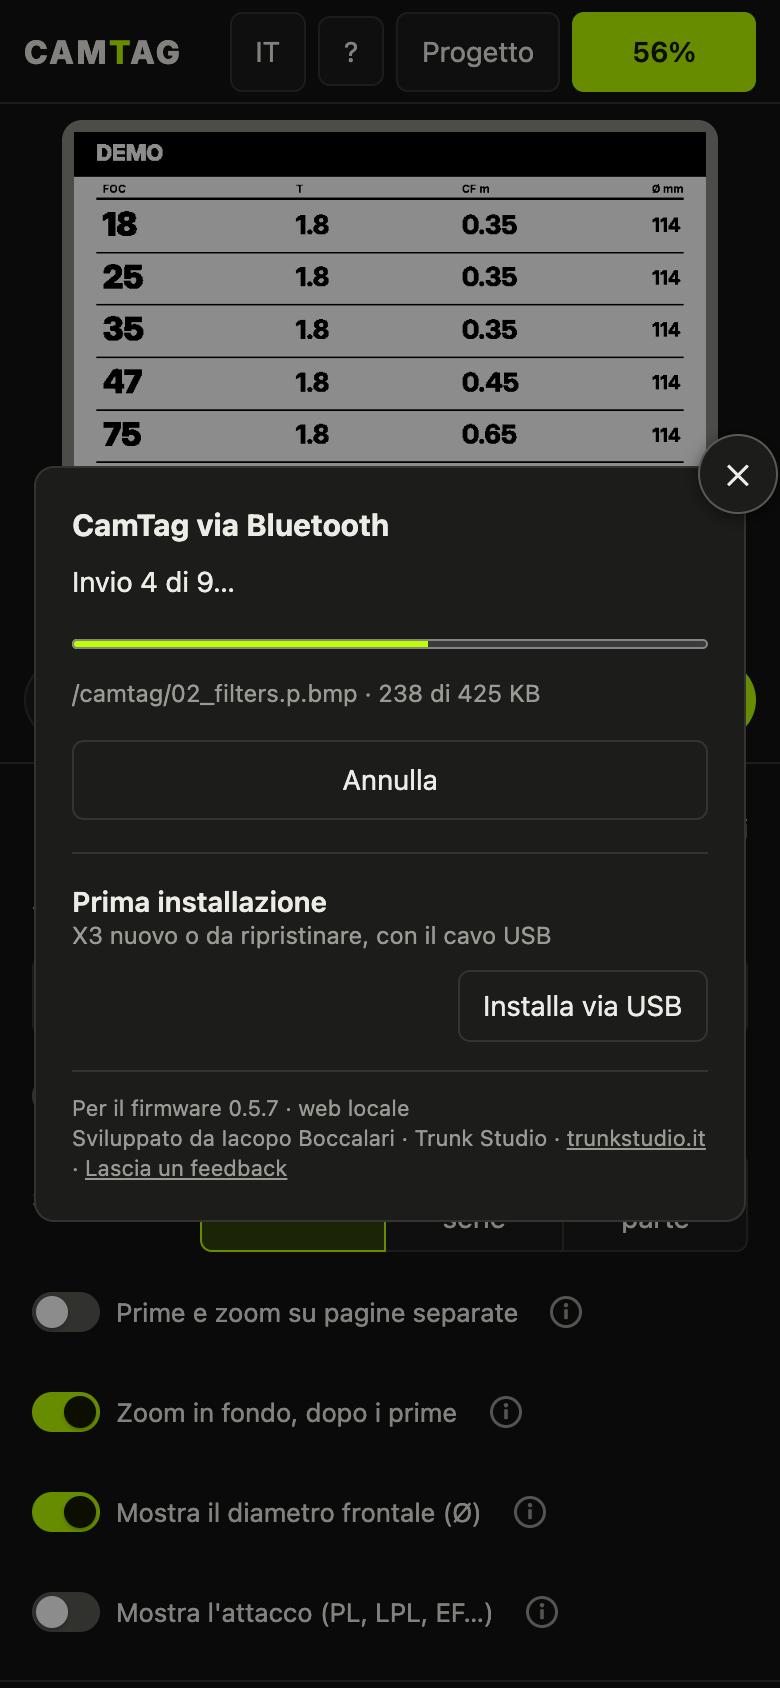 CAMTAG IT ? Progetto 56%
DEMO
FOC T CF m Ø mm
18 1.8 0.35 114
25 1.8 0.35 114
35 1.8 0.35 114
47 1.8 0.45 114
75 1.8 0.65 114
CamTag via Bluetooth
Invio 4 di 9...
/camtag/02_filters.p.bmp · 238 di 425 KB
Annulla
Prima installazione
X3 nuovo o da ripristinare, con il cavo USB
Installa via USB
Per il firmware 0.5.7 · web locale
Sviluppato da Iacopo Boccalari · Trunk Studio · trunkstudio.it
· Lascia un feedback
serie parte
Prime e zoom su pagine separate
Zoom in fondo, dopo i prime
Mostra il diametro frontale (Ø)
Mostra l'attacco (PL, LPL, EF...)